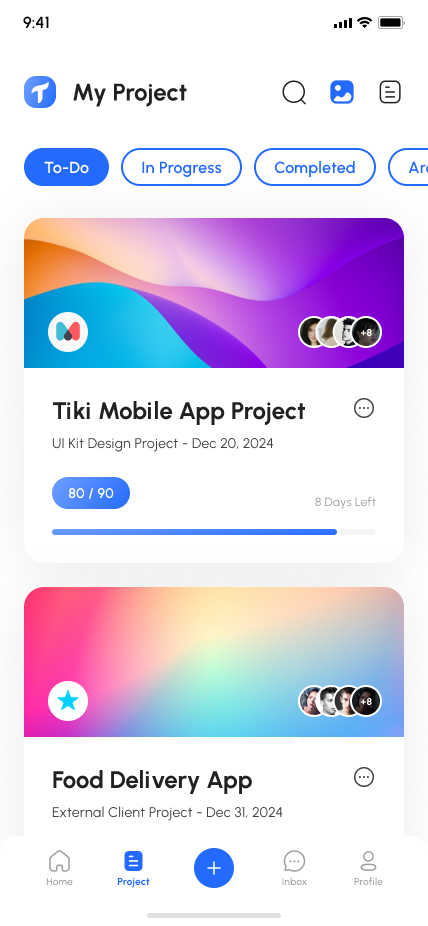 9:41
My Project
To-Do
In Progress
Completed
+8
Tiki Mobile App Project
UI Kit Design Project - Dec 20, 2024
80 / 90
8 Days Left
+8
Food Delivery App
External Client Project - Dec 31, 2024
Home
Project
Inbox
Profile